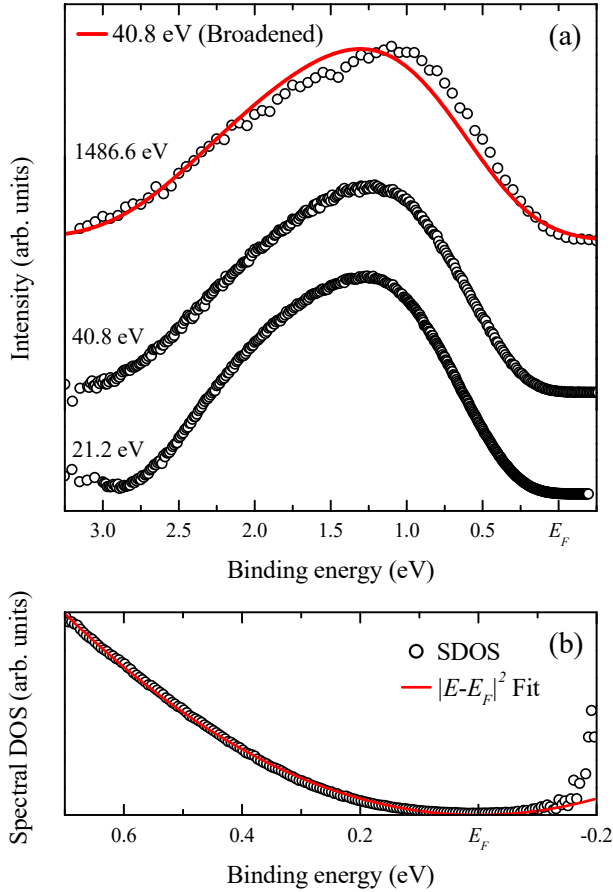 40.8 eV (Broadened)
(a)
1486.6 eV
40.8 eV
21.2 eV
Intensity (arb. units)
3.0 2.5 2.0 1.5 1.0 0.5 E_F
Binding energy (eV)
(b)
SDOS
|E-E_F|² Fit
Spectral DOS (arb. units)
0.6 0.4 0.2 E_F -0.2
Binding energy (eV)